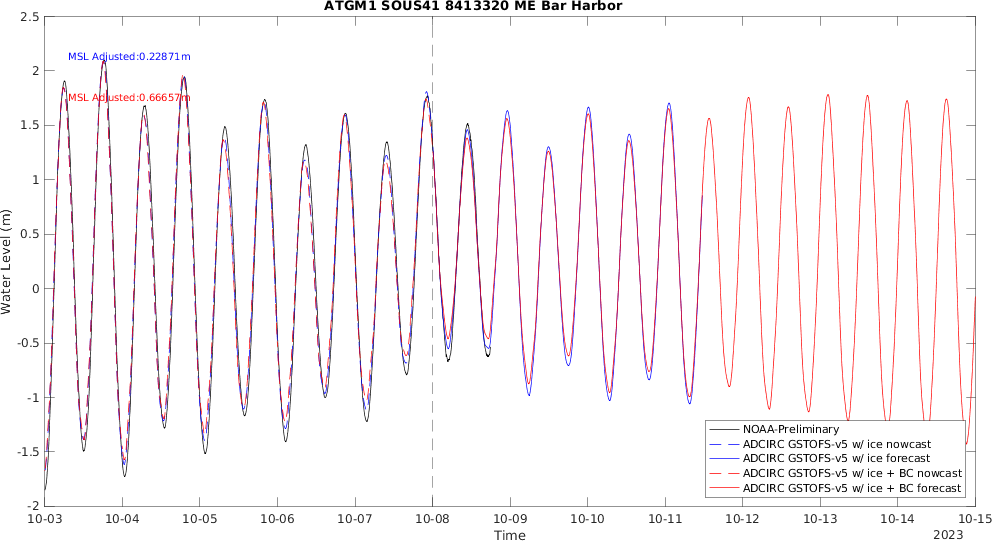 ATGM1 SOUS41 8413320 ME Bar Harbor
2.5
2
1.5
1
0.5
0
-0.5
-1
-1.5
-2
Water Level (m)
MSL Adjusted:0.22871m
MSL Adjusted:0.66657m
NOAA-Preliminary
ADCIRC GSTOFS-v5 w/ ice nowcast
ADCIRC GSTOFS-v5 w/ ice forecast
ADCIRC GSTOFS-v5 w/ ice + BC nowcast
ADCIRC GSTOFS-v5 w/ ice + BC forecast
10-03 10-04 10-05 10-06 10-07 10-08 10-09 10-10 10-11 10-12 10-13 10-14 10-15
Time
2023